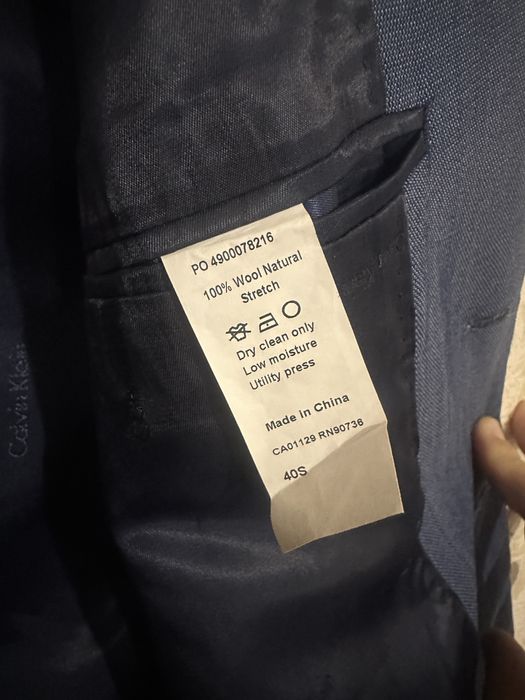 PO 4900078216
100% Wool Natural
Stretch
Dry clean only
Low moisture
Utility press
Made in China
CA01129 RN90736
40S
Calvin Klein